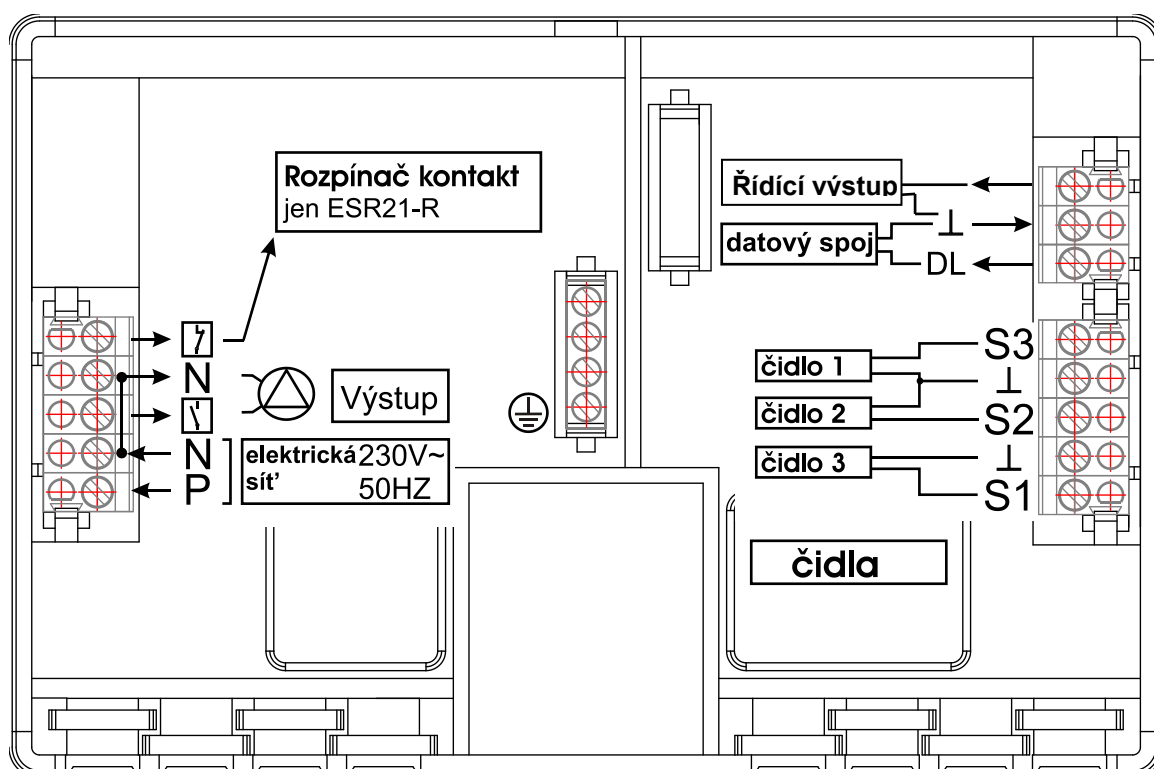 Rozpínač kontakt
jen ESR21-R
N
Výstup
N
P
elektrická 230V~
síť 50HZ
Řídící výstup
datový spoj
DL
čidlo 1
čidlo 2
čidlo 3
S3
S2
S1
čidla